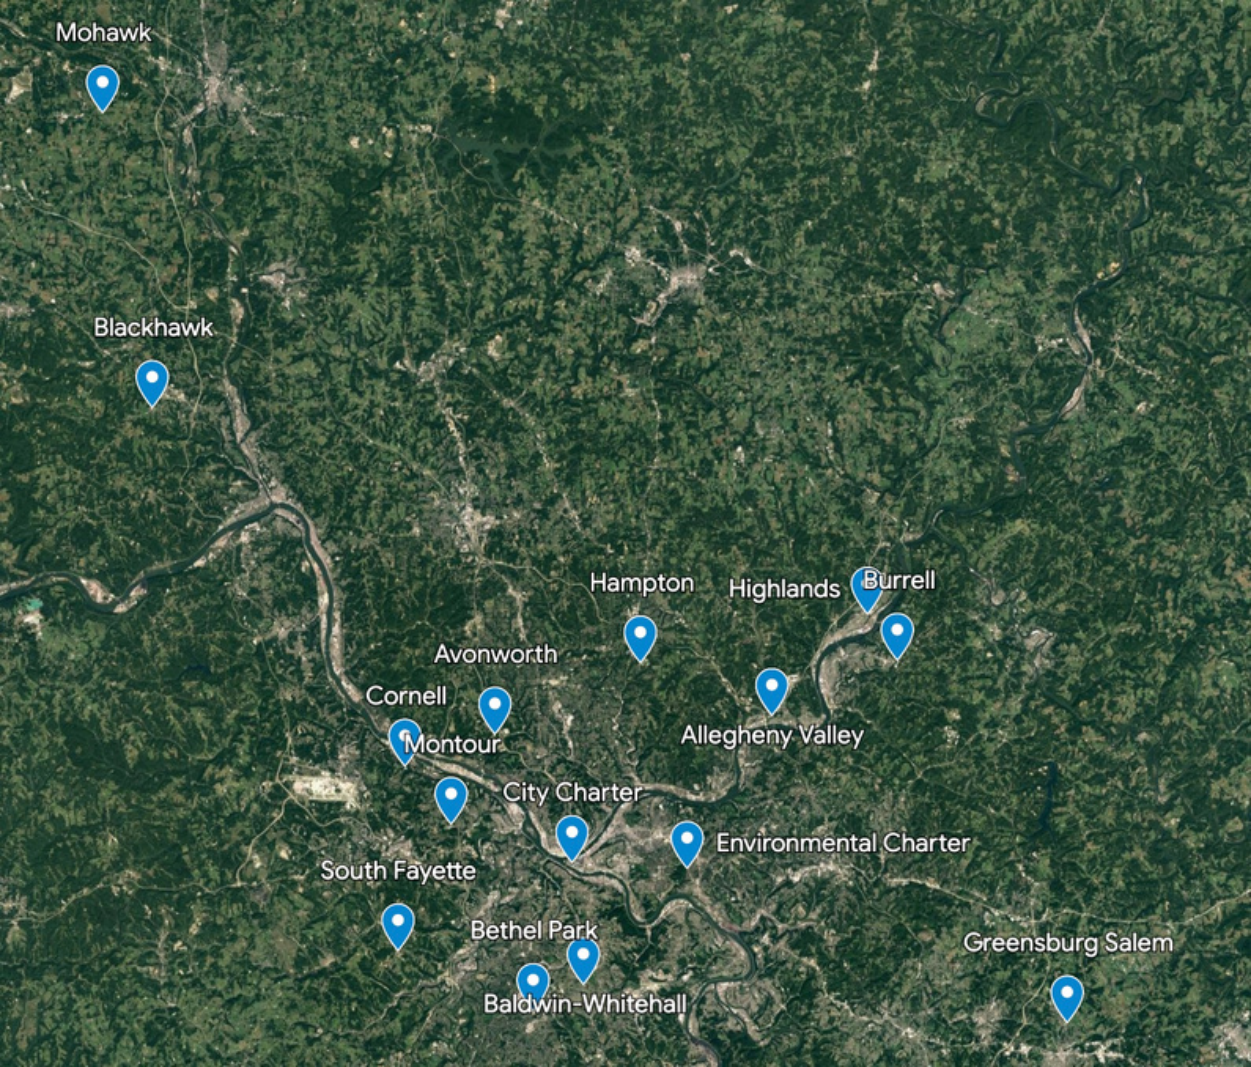 Mohawk
Blackhawk
Hampton
Highlands
Burrell
Avonworth
Cornell
Montour
Allegheny Valley
City Charter
Environmental Charter
South Fayette
Bethel Park
Greensburg Salem
Baldwin-Whitehall